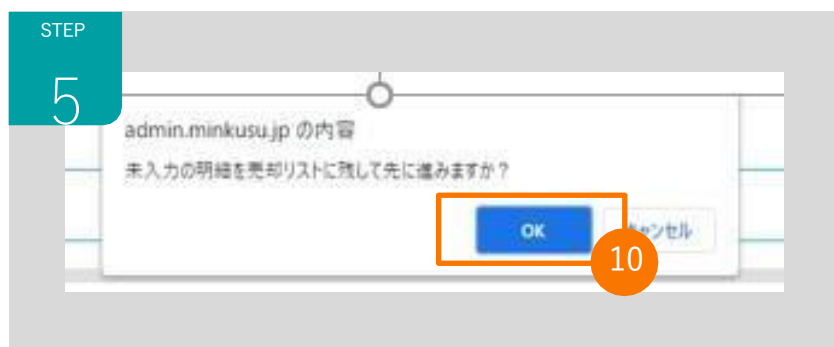 STEP
5
admin.minkusu.jp の内容
未入力の明細を売却リストに残して先に進みますか？
OK
キャンセル
10